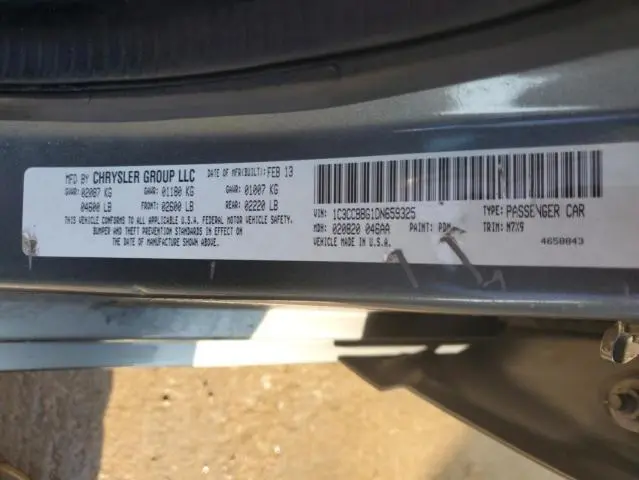 MFD BY CHRYSLER GROUP LLC DATE OF MFR(BUILT): FEB 13
GVWR: 02087 KG GAWR: 01180 KG GAWR: 01007 KG
04600 LB FRONT: 02600 LB REAR: 02220 LB
THIS VEHICLE CONFORMS TO ALL APPLICABLE U.S.A. FEDERAL MOTOR VEHICLE SAFETY,
BUMPER AND THEFT PREVENTION STANDARDS IN EFFECT ON
THE DATE OF MANUFACTURE SHOWN ABOVE.
VIN: 1C3CCBBG1DN659325 TYPE: PASSENGER CAR
MDH: 020820 046AA PAINT: TRIM: M7X9
VEHICLE MADE IN U.S.A. 4658843